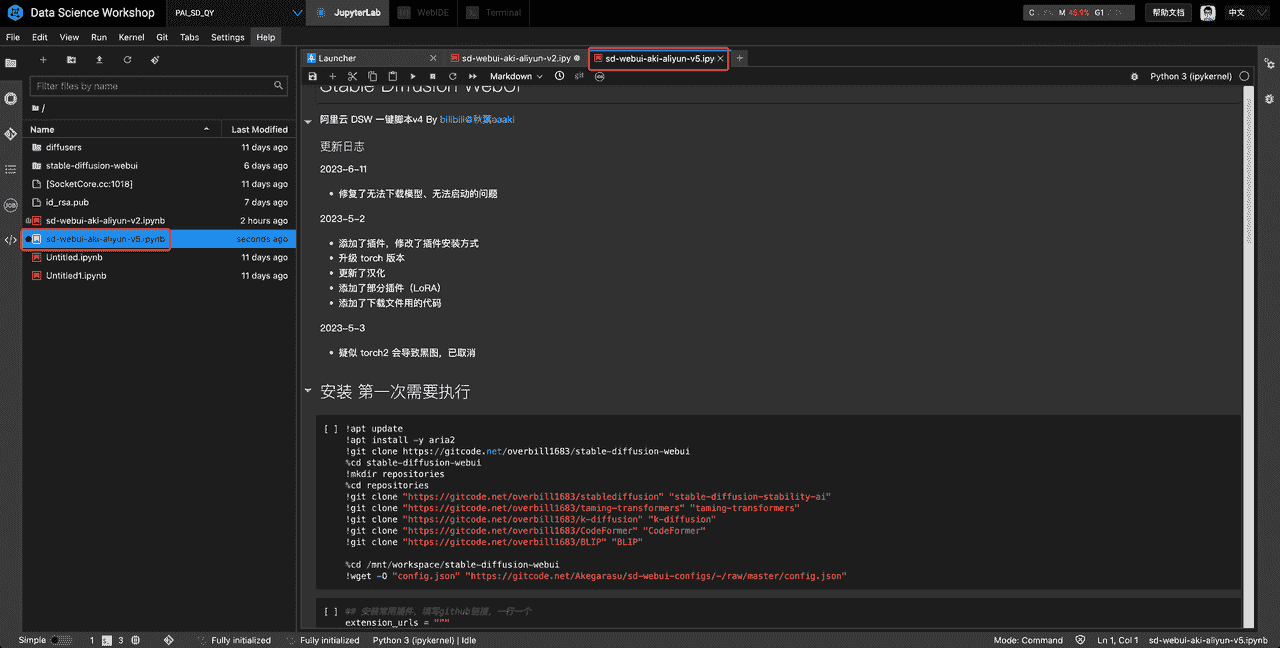 Data Science Workshop
PAI_SD_QY
JupyterLab
WebIDE
Terminal
帮助文档
中文
File Edit View Run Kernel Git Tabs Settings Help
Launcher
sd-webui-aki-aliyun-v2.ipy
sd-webui-aki-aliyun-v5.ipy
Markdown
git
Python 3 (ipykernel)
Filter files by name
/
Name Last Modified
diffusers 11 days ago
stable-diffusion-webui 6 days ago
[SocketCore.cc:1018] 11 days ago
id_rsa.pub 7 days ago
sd-webui-aki-aliyun-v2.ipynb 2 hours ago
sd-webui-aki-aliyun-v5.ipynb seconds ago
Untitled.ipynb 11 days ago
Untitled1.ipynb 11 days ago
Stable Diffusion WebUI
阿里云 DSW 一键脚本v4 By bilibili@秋葉aaaki
更新日志
2023-6-11
• 修复了无法下载模型、无法启动的问题
2023-5-2
• 添加了插件，修改了插件安装方式
• 升级 torch 版本
• 更新了汉化
• 添加了部分插件（LoRA）
• 添加了下载文件用的代码
2023-5-3
• 疑似 torch2 会导致黑图，已取消
安装 第一次需要执行
[ ] !apt update
!apt install -y aria2
!git clone https://gitcode.net/overbill1683/stable-diffusion-webui
%cd stable-diffusion-webui
!mkdir repositories
%cd repositories
!git clone "https://gitcode.net/overbill1683/stablediffusion" "stable-diffusion-stability-ai"
!git clone "https://gitcode.net/overbill1683/taming-transformers" "taming-transformers"
!git clone "https://gitcode.net/overbill1683/k-diffusion" "k-diffusion"
!git clone "https://gitcode.net/overbill1683/CodeFormer" "CodeFormer"
!git clone "https://gitcode.net/overbill1683/BLIP" "BLIP"
%cd /mnt/workspace/stable-diffusion-webui
!wget -O "config.json" "https://gitcode.net/Akegarasu/sd-webui-configs/-/raw/master/config.json"
[ ] ## 安装常用插件，填写github链接，一行一个
extension_urls = """
Simple 1 3 Fully initialized Fully initialized Python 3 (ipykernel) | Idle Mode: Command Ln 1, Col 1 sd-webui-aki-aliyun-v5.ipynb